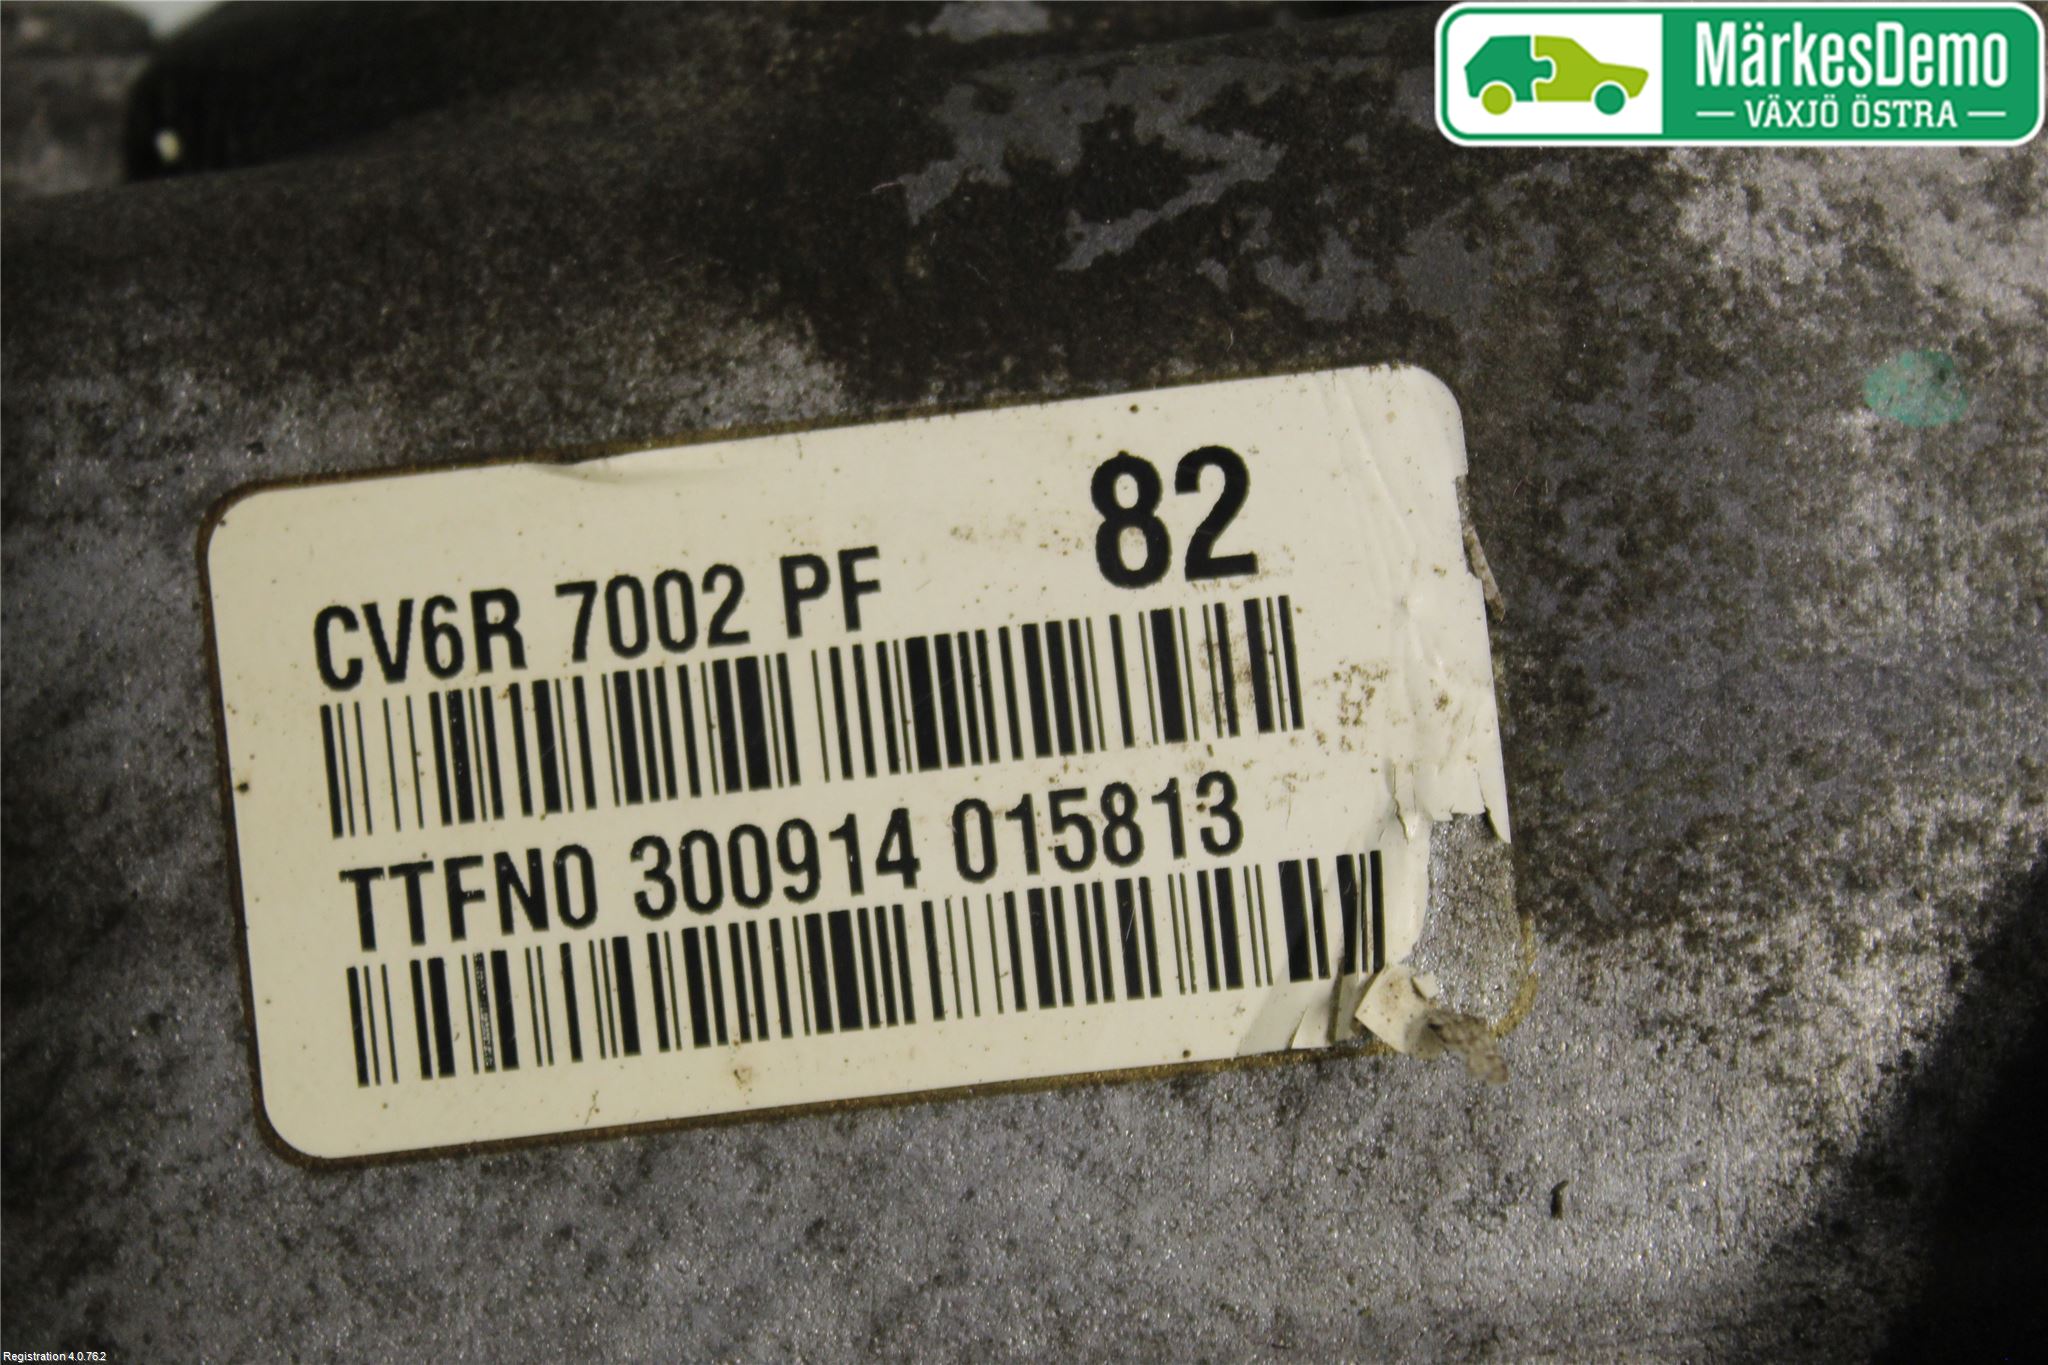 MärkesDemo
VÄXJÖ ÖSTRA
82
CV6R 7002 PF
TTFN0 300914 015813
Registration 4.0.76.2